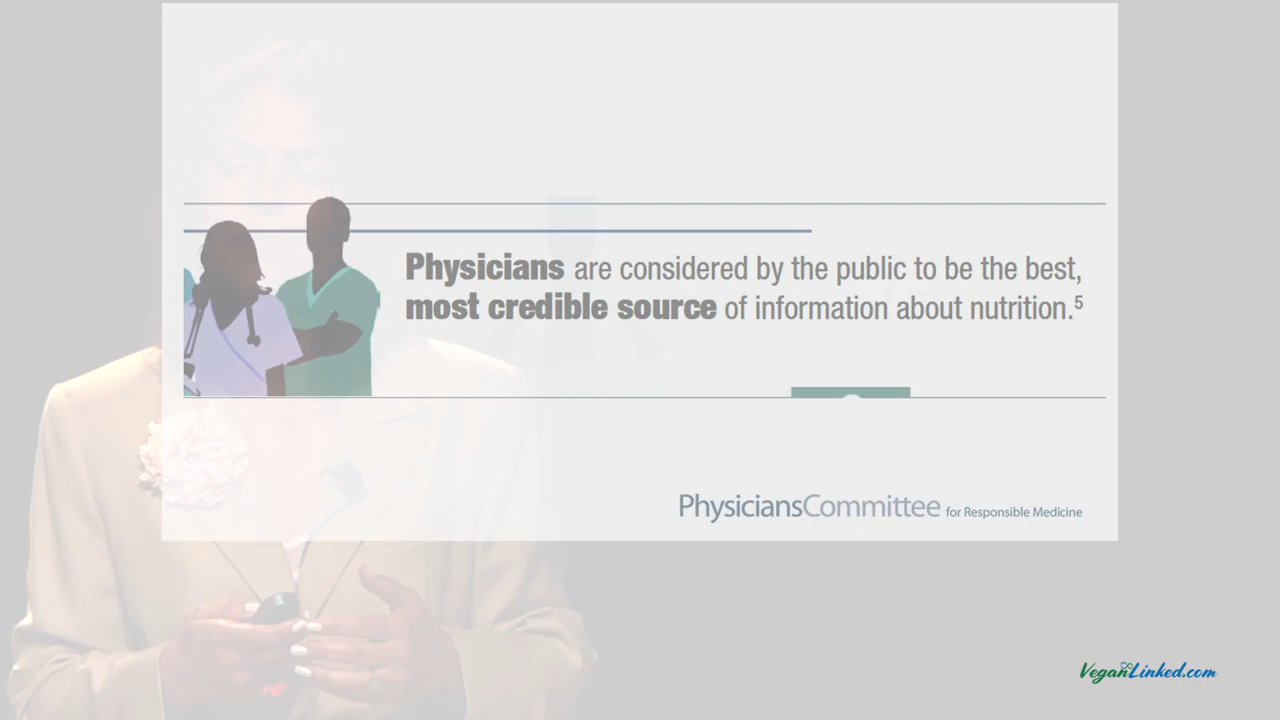 Physicians are considered by the public to be the best,
most credible source of information about nutrition.⁵
PhysiciansCommittee for Responsible Medicine
VeganLinked.com